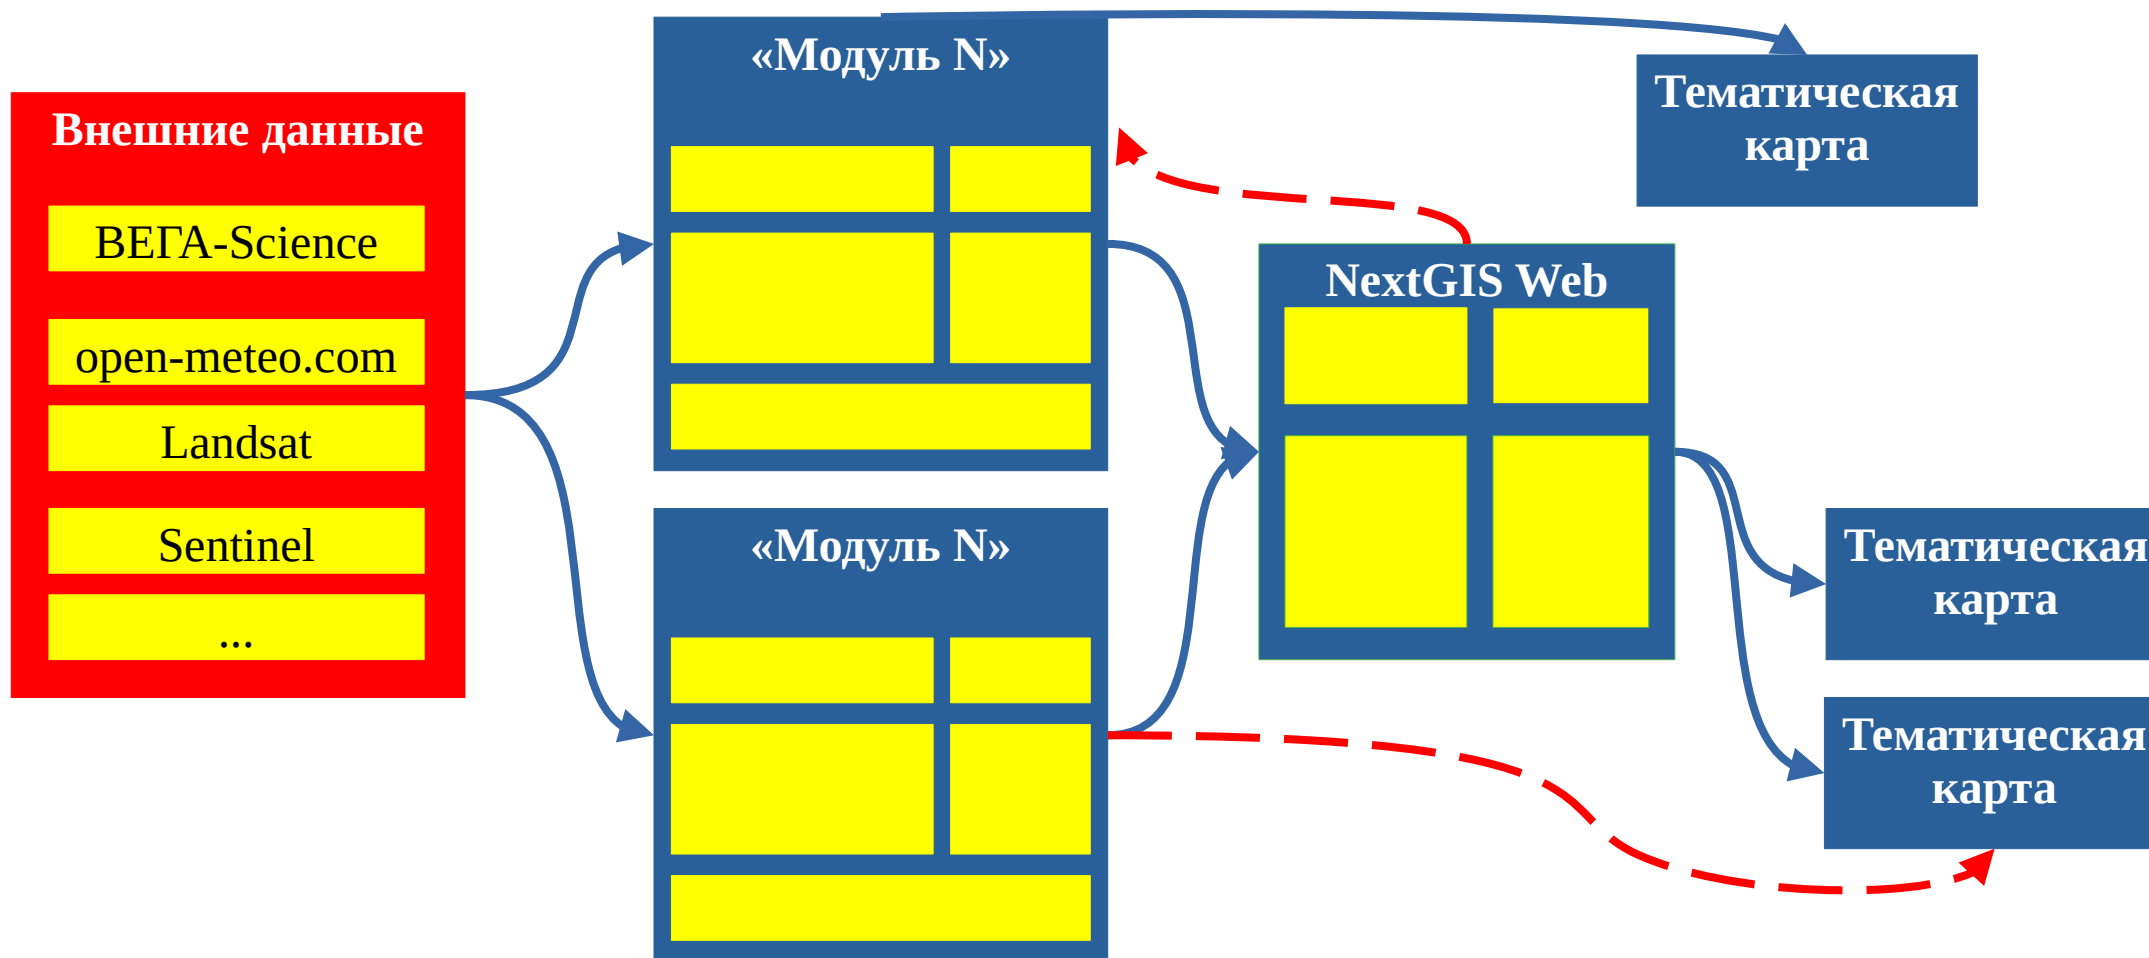 Внешние данные
ВЕГА-Science
open-meteo.com
Landsat
Sentinel
...
«Модуль N»
«Модуль N»
NextGIS Web
Тематическая
карта
Тематическая
карта
Тематическая
карта